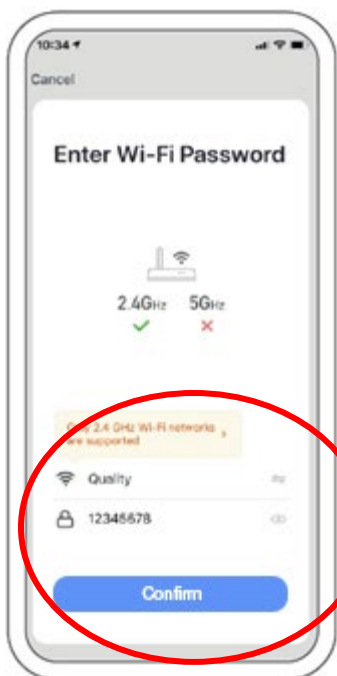 10:34
Cancel
Enter Wi-Fi Password
2.4GHz 5GHz
Only 2.4 GHz Wi-Fi networks
are supported
Quality
12345678
Confirm